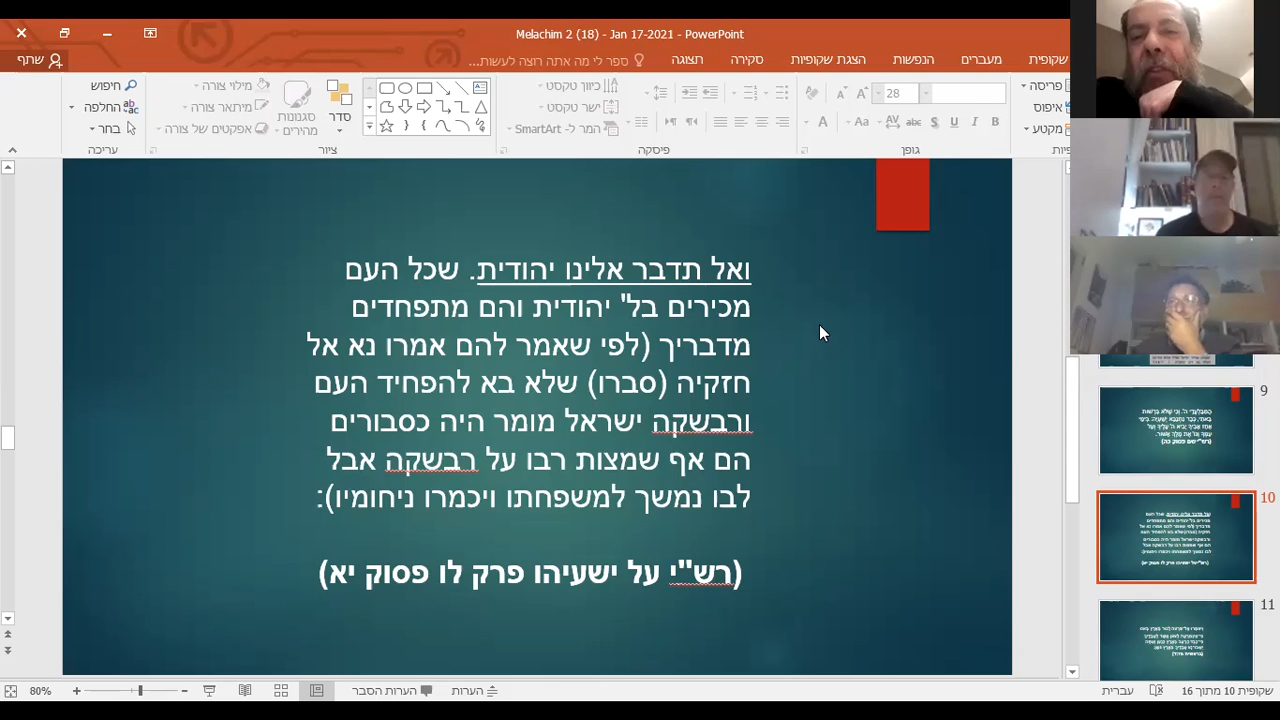 Melachim 2 (18) - Jan 17-2021 - PowerPoint
שקופית
מעברים
הנפשות
הצגת שקופיות
סקירה
תצוגה
ספר לי מה אתה רוצה לעשות...
שתף
פריסה
איפוס
מקטע
28
B I U S abc AV Aa A
גופן
כיוון טקסט
ישר טקסט
המר ל- SmartArt
פיסקה
סדר
סגנונות מהירים
מילוי צורה
מיתאר צורה
אפקטים של צורה
ציור
חיפוש
החלפה
בחר
עריכה
ואל תדבר אלינו יהודית. שכל העם
מכירים בל' יהודית והם מתפחדים
מדבריך (לפי שאמר להם אמרו נא אל
חזקיה (סברו) שלא בא להפחיד העם
ורבשקה ישראל מומר היה כסבורים
הם אף שמצות רבו על רבשקה אבל
לבו נמשך למשפחתו ויכמרו ניחומיו):
(רש"י על ישעיהו פרק לו פסוק יא)
9
10
11
שקופית 10 מתוך 16
עברית
הערות
הערות הסבר
80%